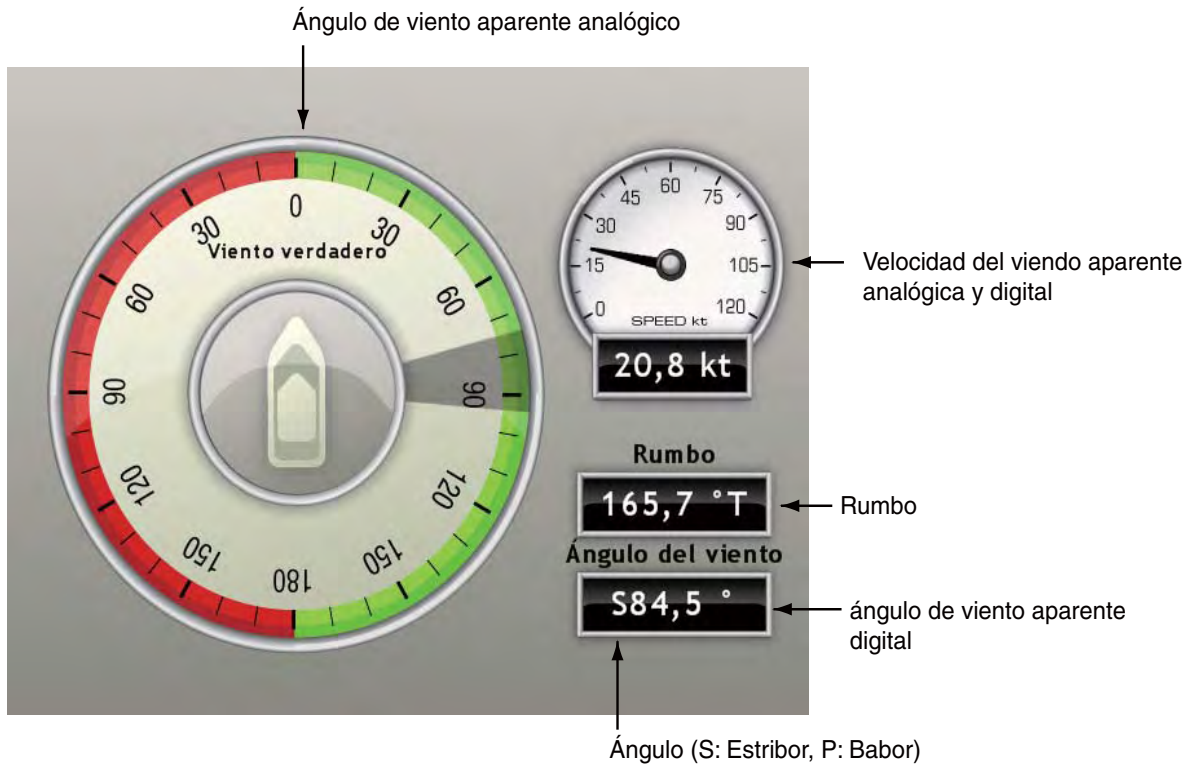 Ángulo de viento aparente analógico
0
30
30
Viento verdadero
60
60
90
90
120
120
150
150
180
0
15
30
45
60
75
90
105
120
SPEED kt
20,8 kt
Velocidad del viendo aparente
analógica y digital
Rumbo
165,7 °T
Rumbo
Ángulo del viento
S84,5 °
ángulo de viento aparente
digital
Ángulo (S: Estribor, P: Babor)